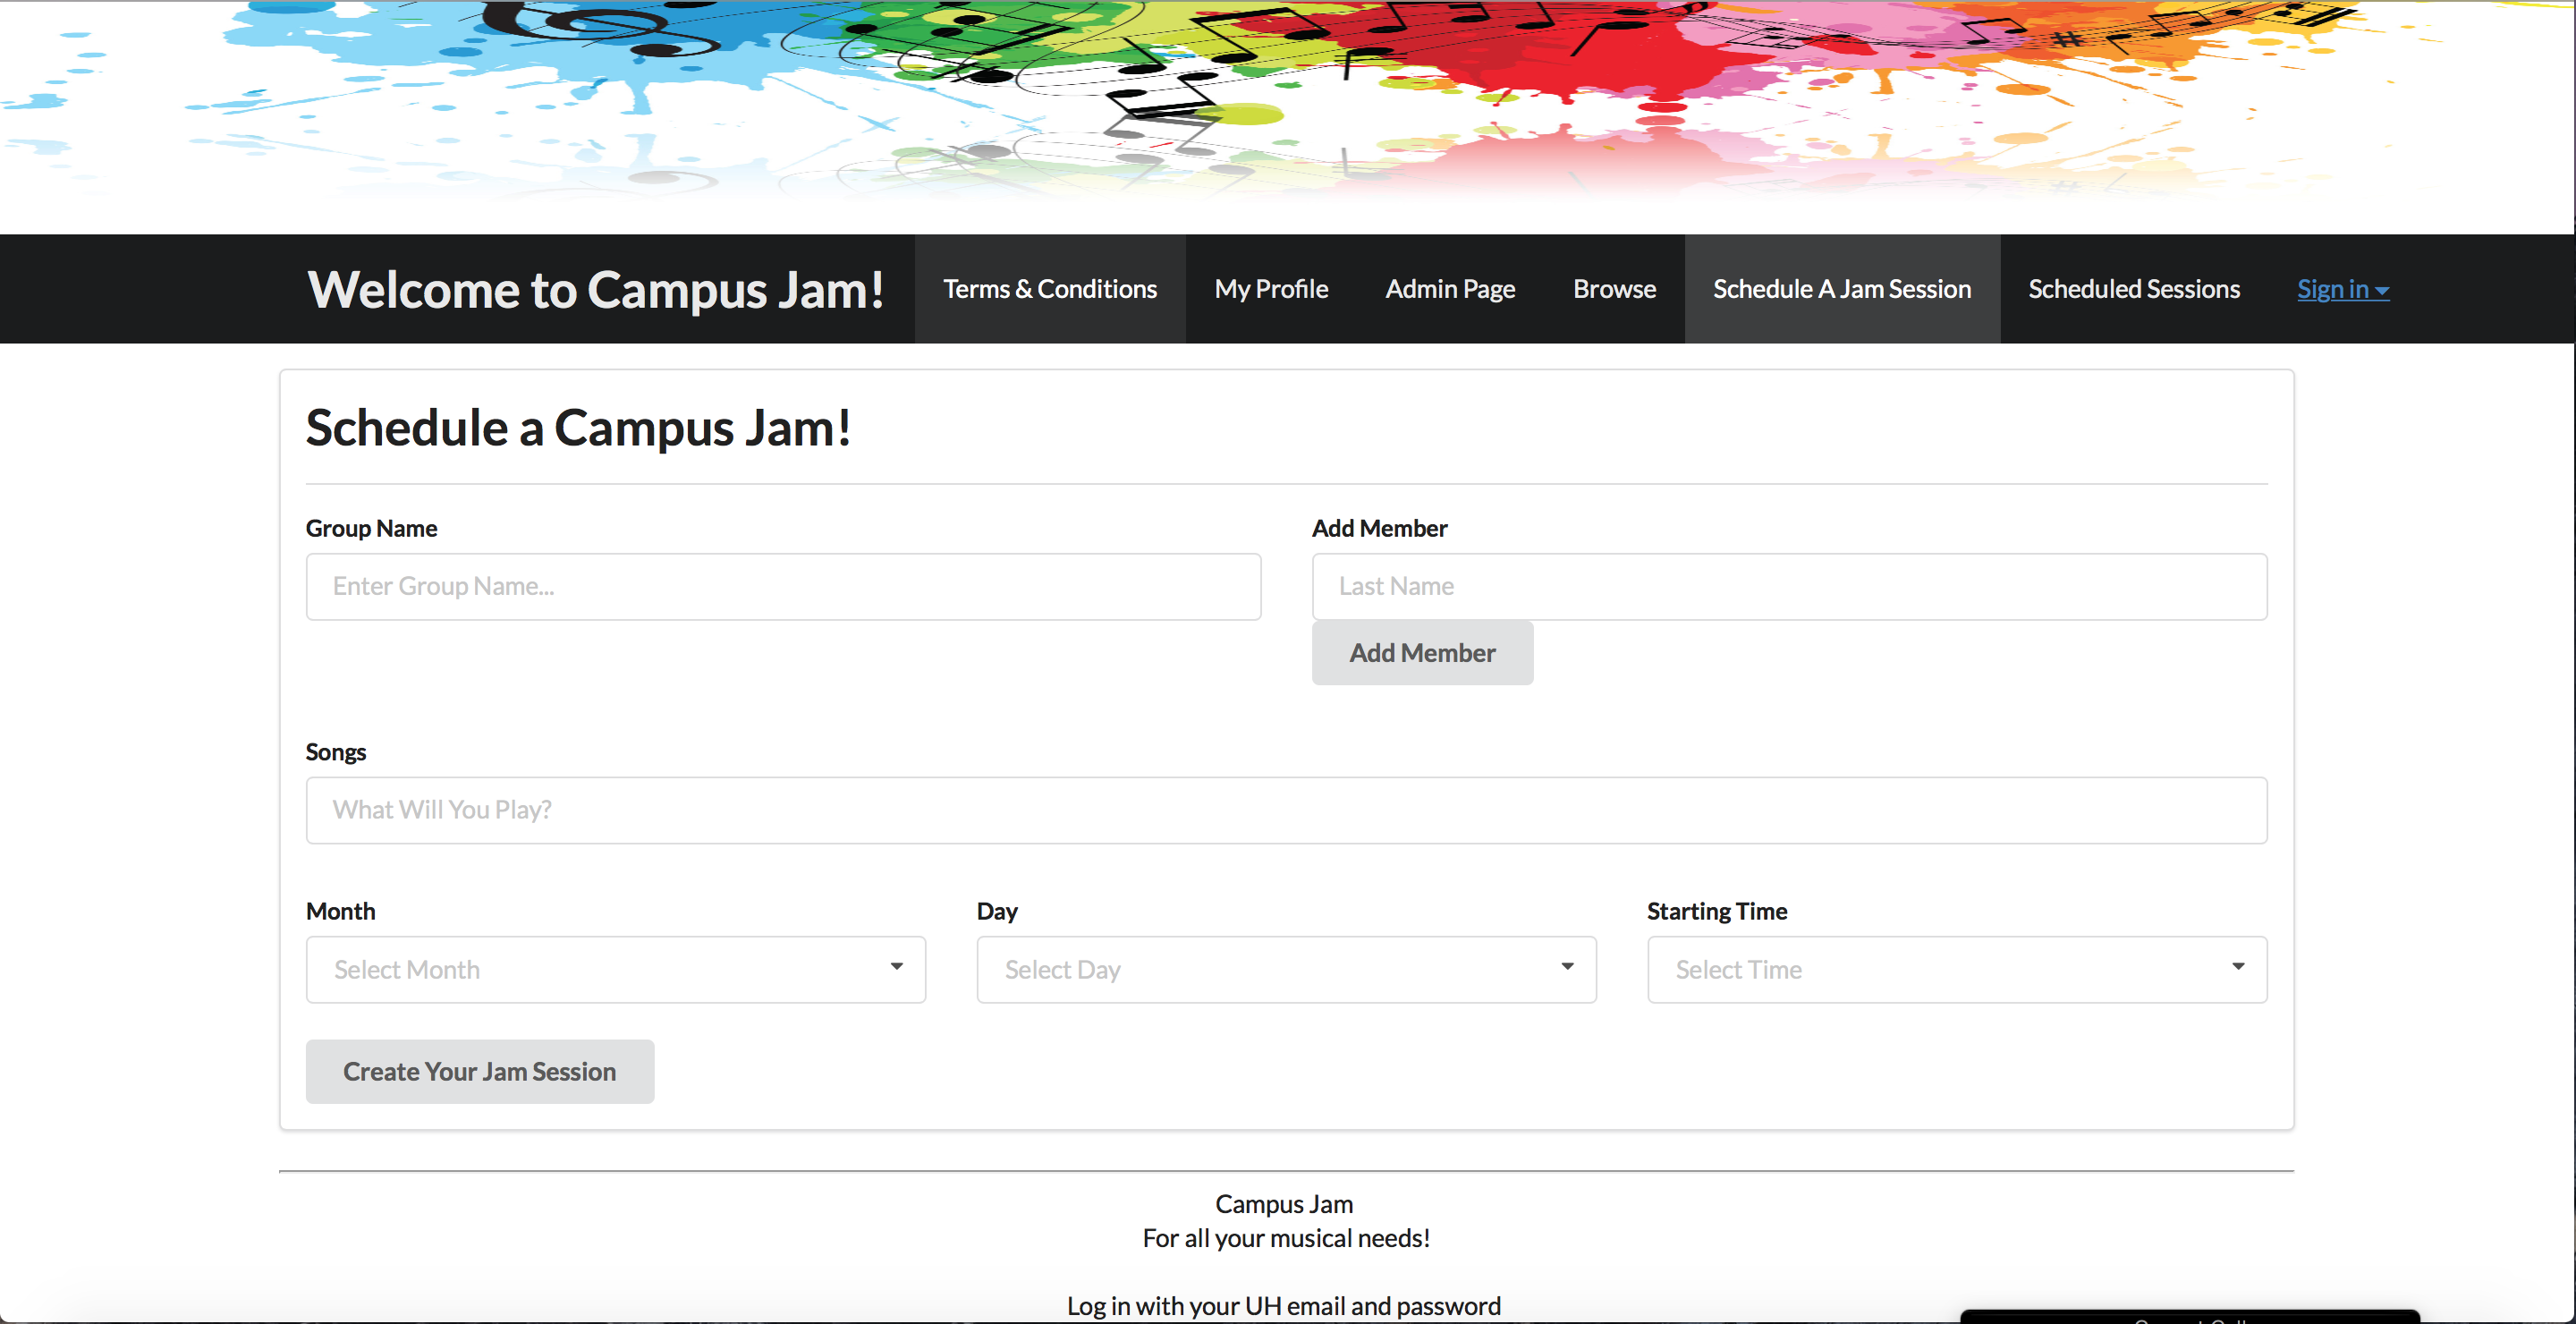 Welcome to Campus Jam! Terms & Conditions My Profile Admin Page Browse Schedule A Jam Session Scheduled Sessions Sign in
Schedule a Campus Jam!
Group Name Add Member
Enter Group Name... Last Name
Add Member
Songs
What Will You Play?
Month Day Starting Time
Select Month Select Day Select Time
Create Your Jam Session
Campus Jam
For all your musical needs!
Log in with your UH email and password